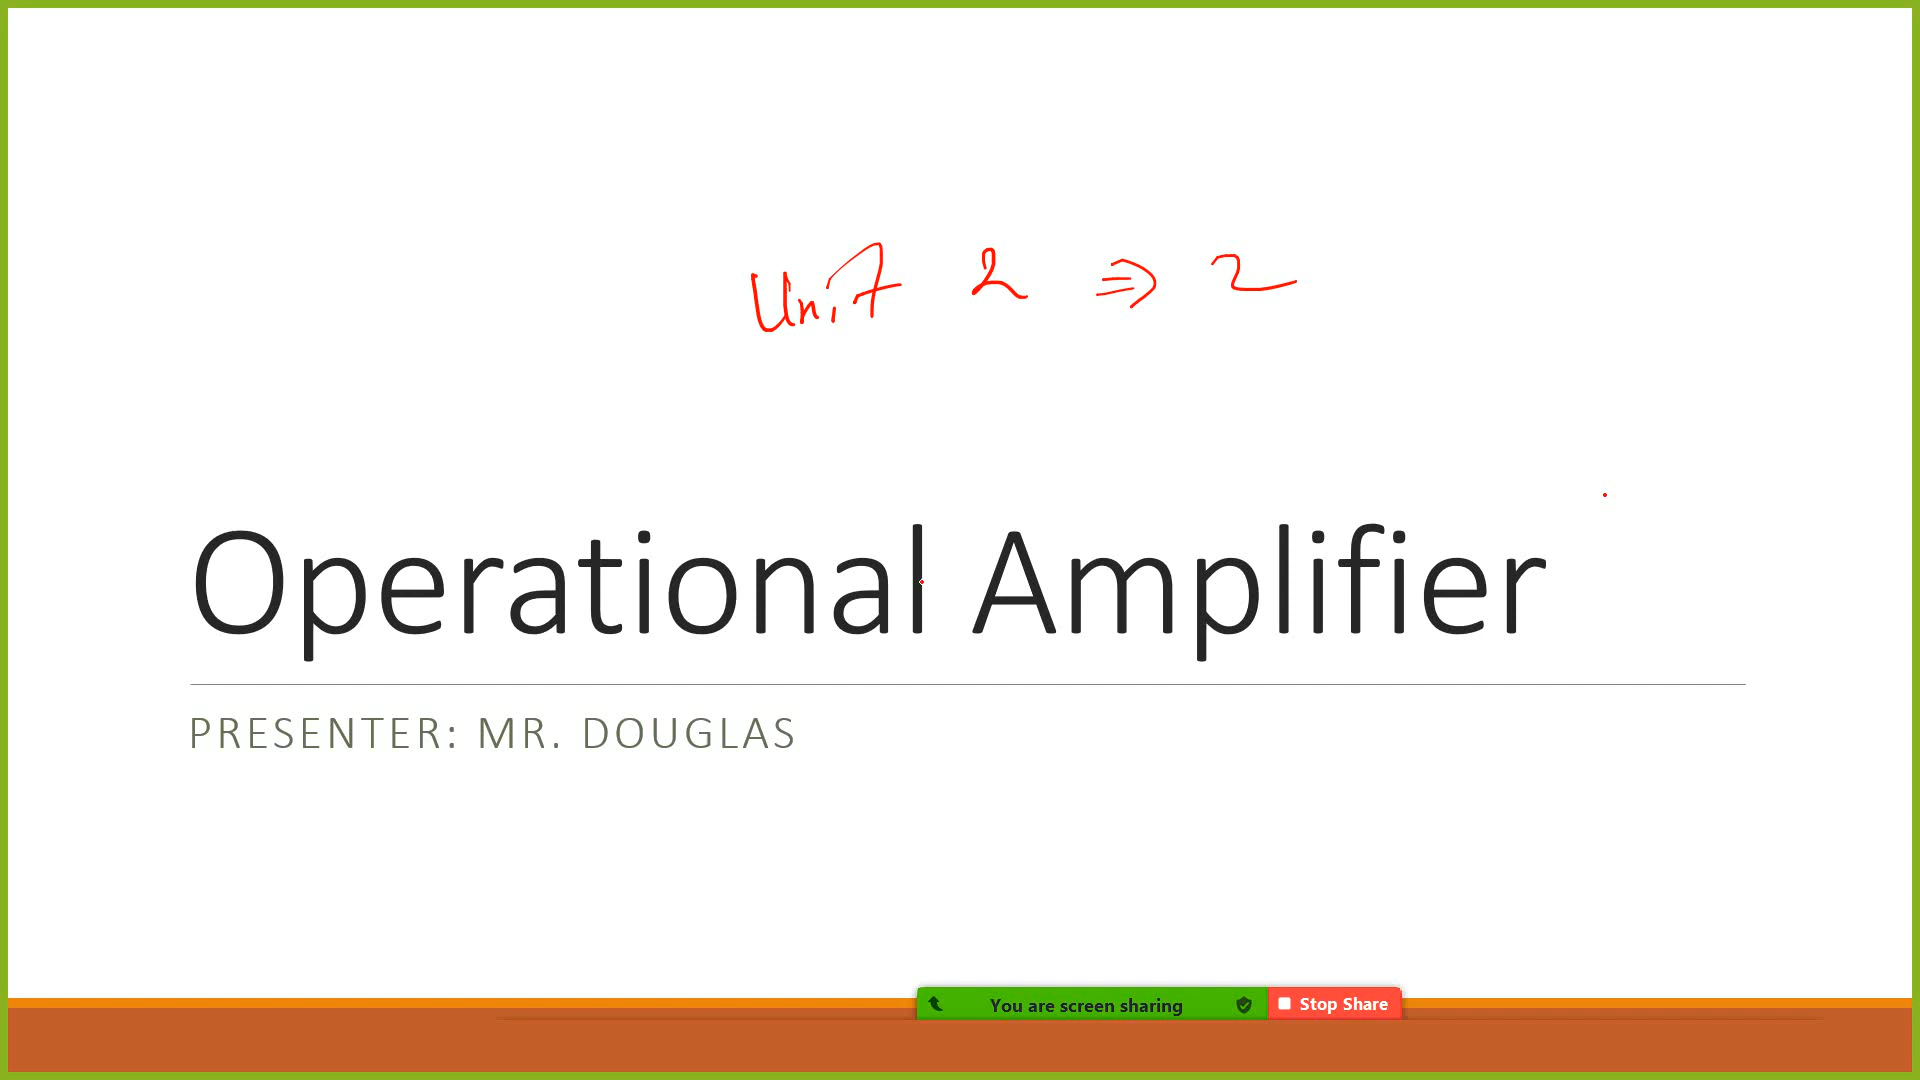 Unit 2 ⇒ 2
Operational Amplifier
PRESENTER: MR. DOUGLAS
You are screen sharing
Stop Share